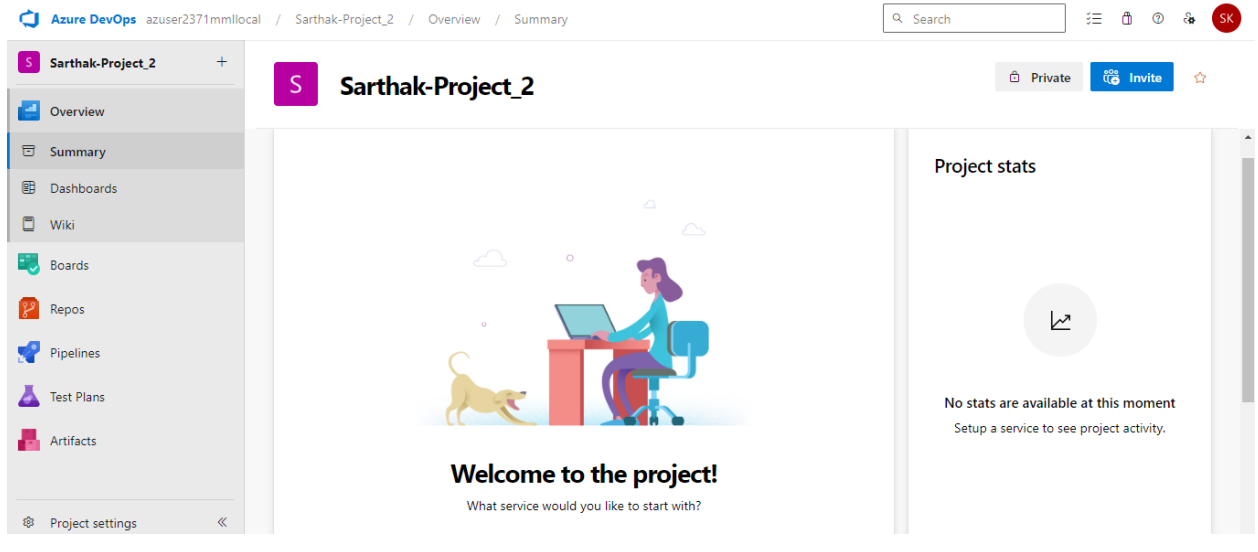 Azure DevOps azuser2371mmllocal / Sarthak-Project_2 / Overview / Summary
Search
SK
S Sarthak-Project_2 +
Overview
Summary
Dashboards
Wiki
Boards
Repos
Pipelines
Test Plans
Artifacts
Project settings
S Sarthak-Project_2
Private
Invite
Welcome to the project!
What service would you like to start with?
Project stats
No stats are available at this moment
Setup a service to see project activity.